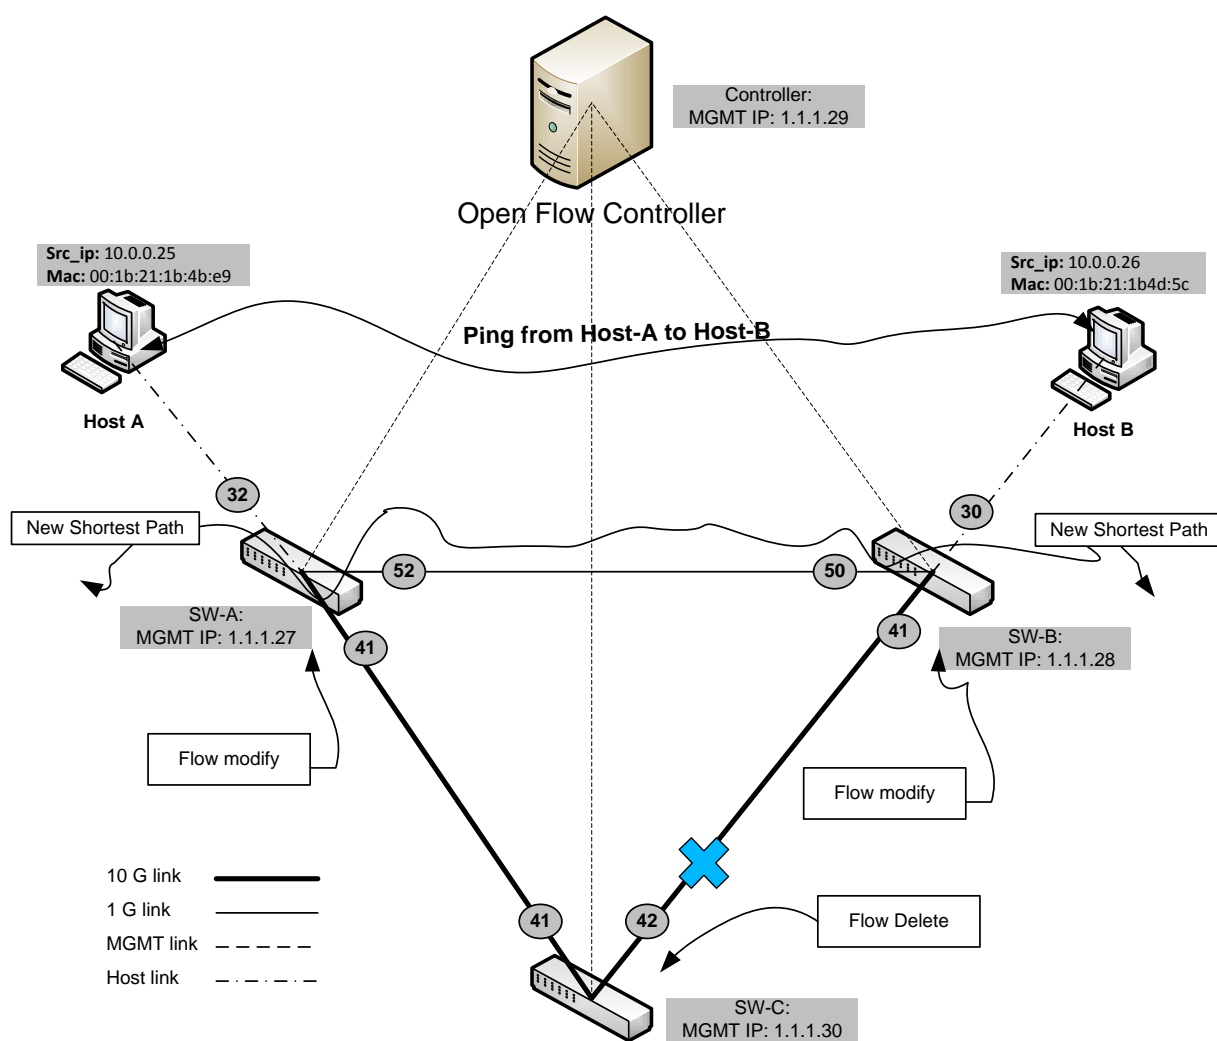 Controller:
MGMT IP: 1.1.1.29
Open Flow Controller
Src_ip: 10.0.0.25
Mac: 00:1b:21:1b:4b:e9
Src_ip: 10.0.0.26
Mac: 00:1b:21:1b4d:5c
Ping from Host-A to Host-B
Host A
Host B
32
30
New Shortest Path
New Shortest Path
52
50
SW-A:
MGMT IP: 1.1.1.27
41
41
SW-B:
MGMT IP: 1.1.1.28
Flow modify
Flow modify
10 G link
1 G link
MGMT link
Host link
41
42
Flow Delete
SW-C:
MGMT IP: 1.1.1.30